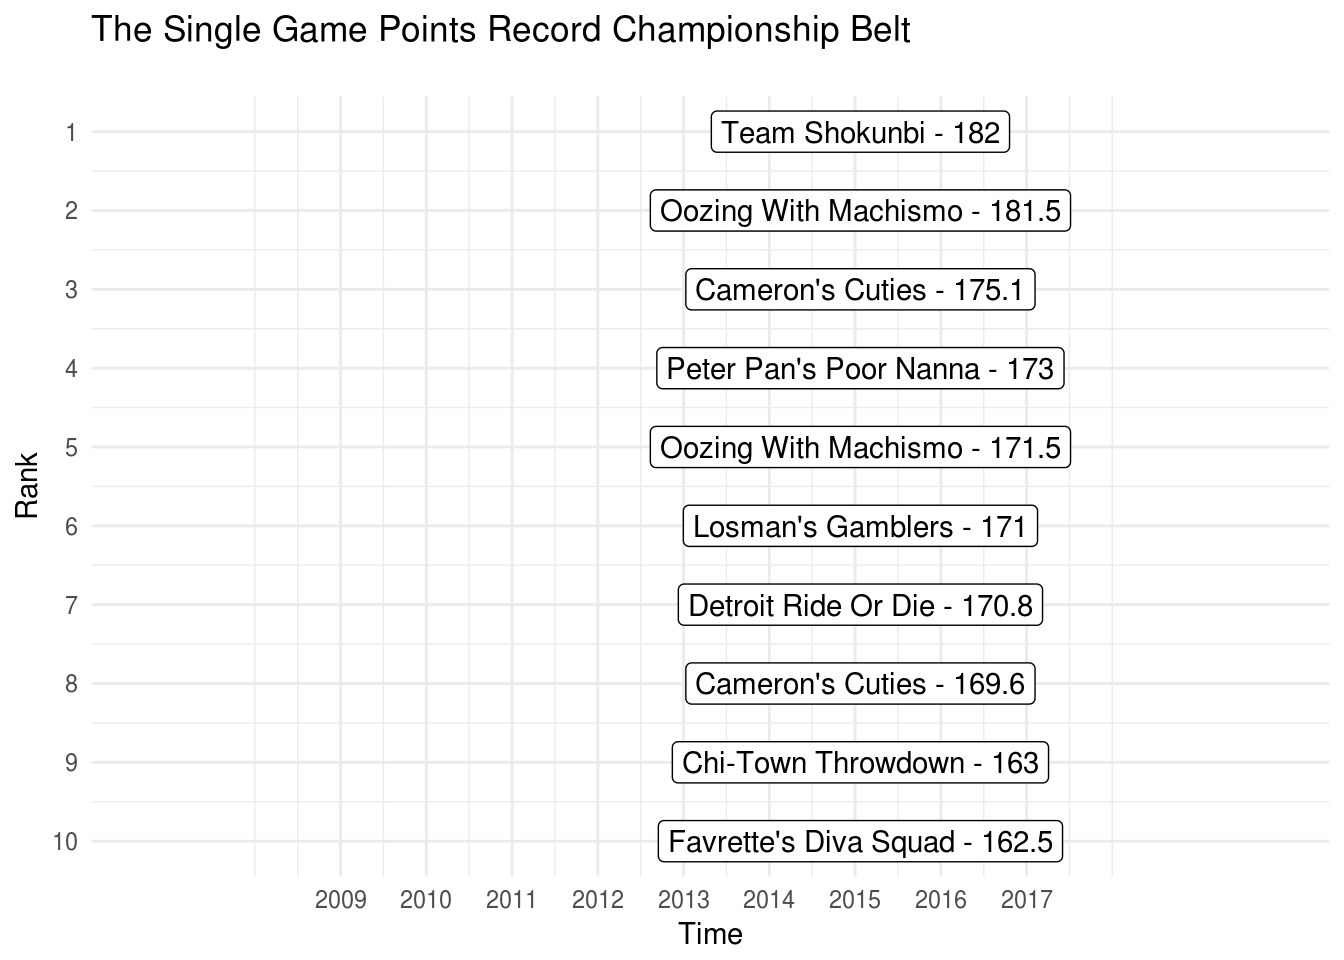 The Single Game Points Record Championship Belt
1
Team Shokunbi - 182
2
Oozing With Machismo - 181.5
3
Cameron's Cuties - 175.1
4
Peter Pan's Poor Nanna - 173
5
Oozing With Machismo - 171.5
Rank
6
Losman's Gamblers - 171
7
Detroit Ride Or Die - 170.8
8
Cameron's Cuties - 169.6
9
Chi-Town Throwdown - 163
10
Favrette's Diva Squad - 162.5
2009 2010 2011 2012 2013 2014 2015 2016 2017
Time